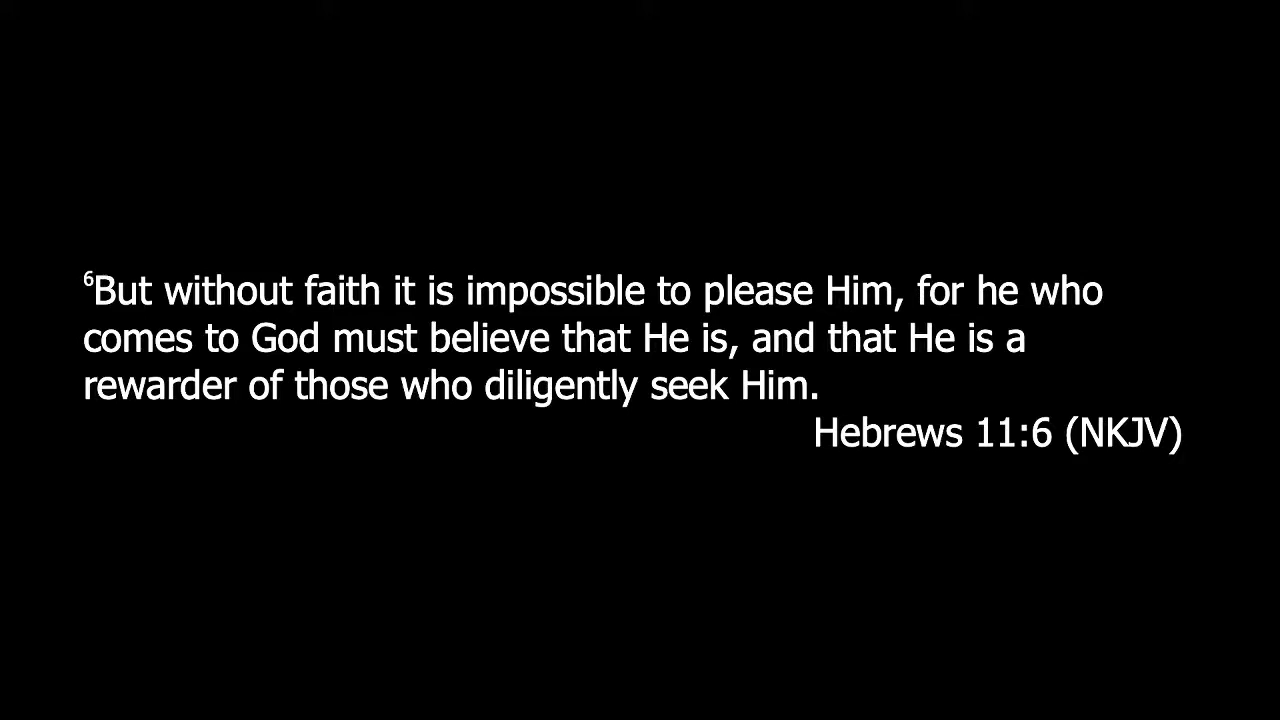 ⁶But without faith it is impossible to please Him, for he who
comes to God must believe that He is, and that He is a
rewarder of those who diligently seek Him.
Hebrews 11:6 (NKJV)